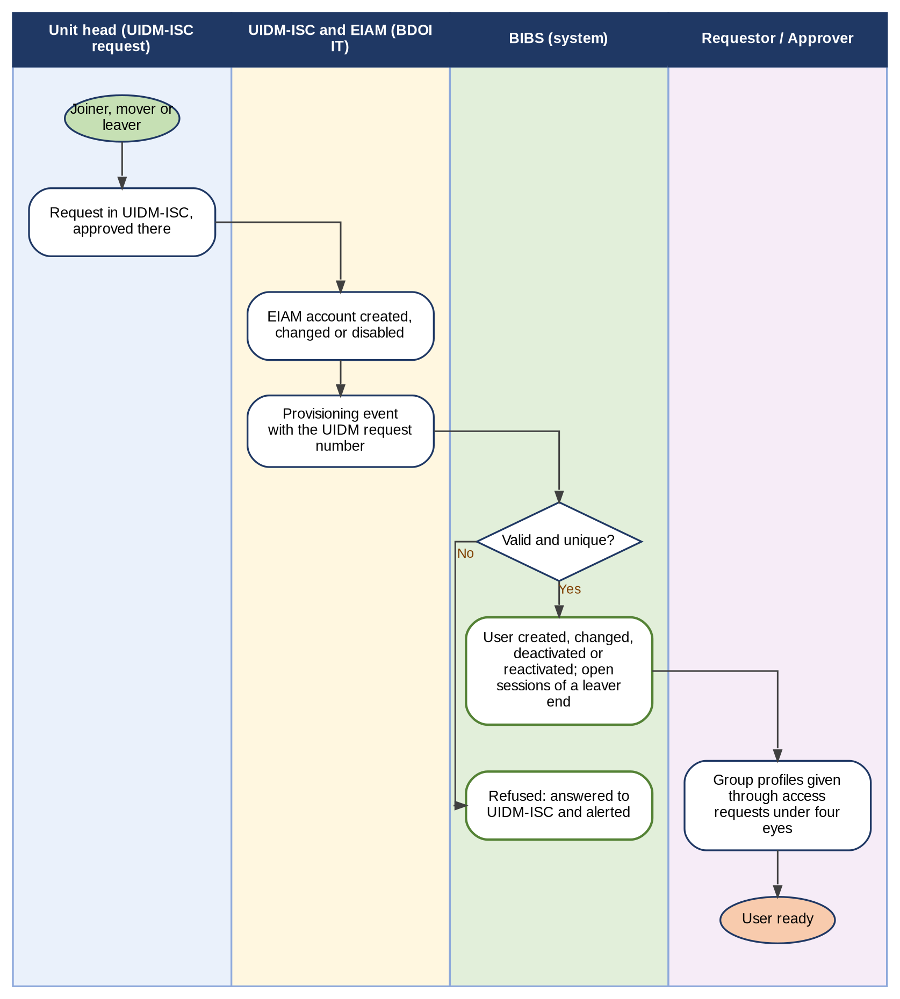 Unit head (UIDM-ISC
request)
UIDM-ISC and EIAM (BDOI
IT)
BIBS (system)
Requestor / Approver
Joiner, mover or
leaver
Request in UIDM-ISC,
approved there
EIAM account created,
changed or disabled
Provisioning event
with the UIDM request
number
Valid and unique?
No
Yes
User created, changed,
deactivated or
reactivated; open
sessions of a leaver
end
Refused: answered to
UIDM-ISC and alerted
Group profiles given
through access
requests under four
eyes
User ready